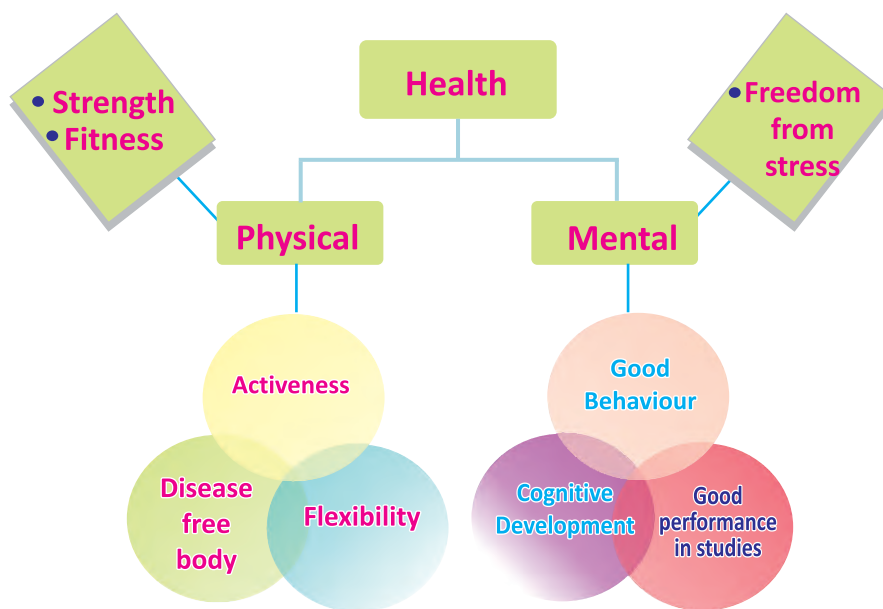 Health
• Strength
• Fitness
• Freedom
from
stress
Physical
Mental
Activeness
Disease
free
body
Flexibility
Good
Behaviour
Cognitive
Development
Good
performance
in studies